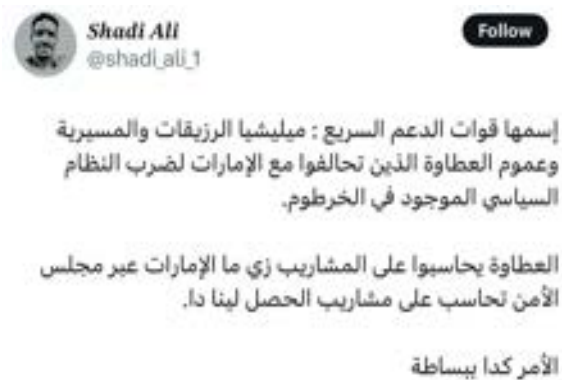 Shadi Ali
Follow
@shadi_ali_1
إسمها قوات الدعم السريع : ميليشيا الرزيقات والمسيرية
وعموم العطاوة الذين تحالفوا مع الإمارات لضرب النظام
السياسي الموجود في الخرطوم.
العطاوة يحاسبوا على المشاريب زي ما الإمارات عبر مجلس
الأمن تحاسب على مشاريب الحصل لينا دا.
الأمر كدا ببساطة